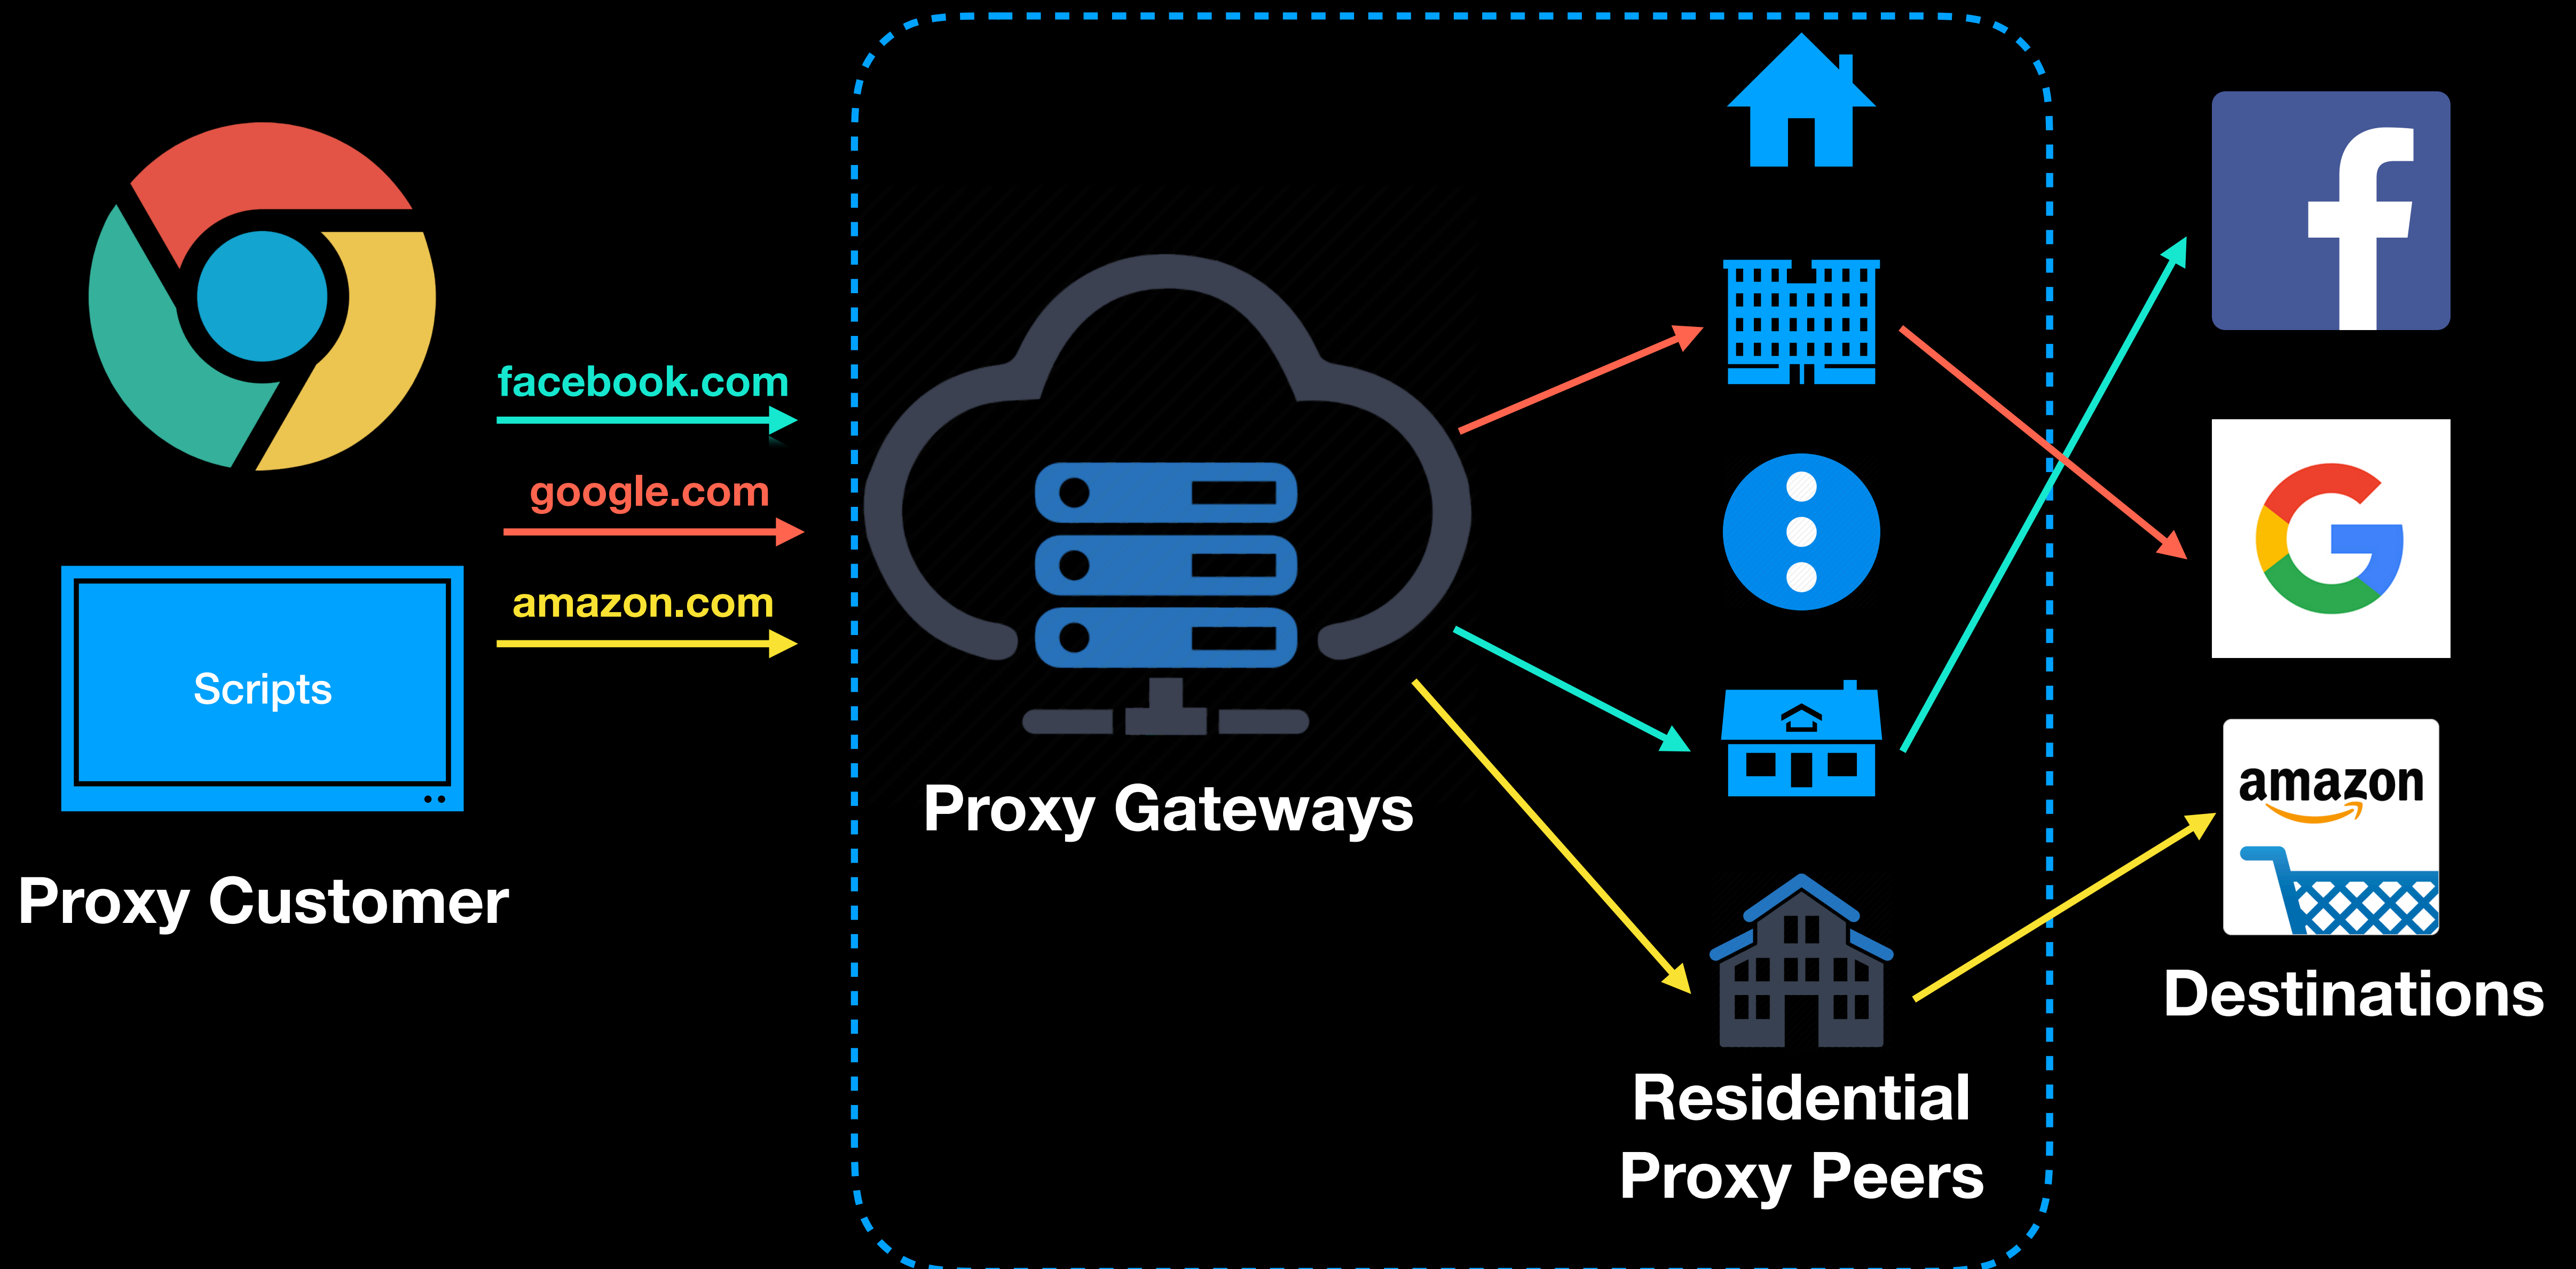 facebook.com
google.com
amazon.com
Scripts
Proxy Customer
Proxy Gateways
Residential
Proxy Peers
amazon
Destinations